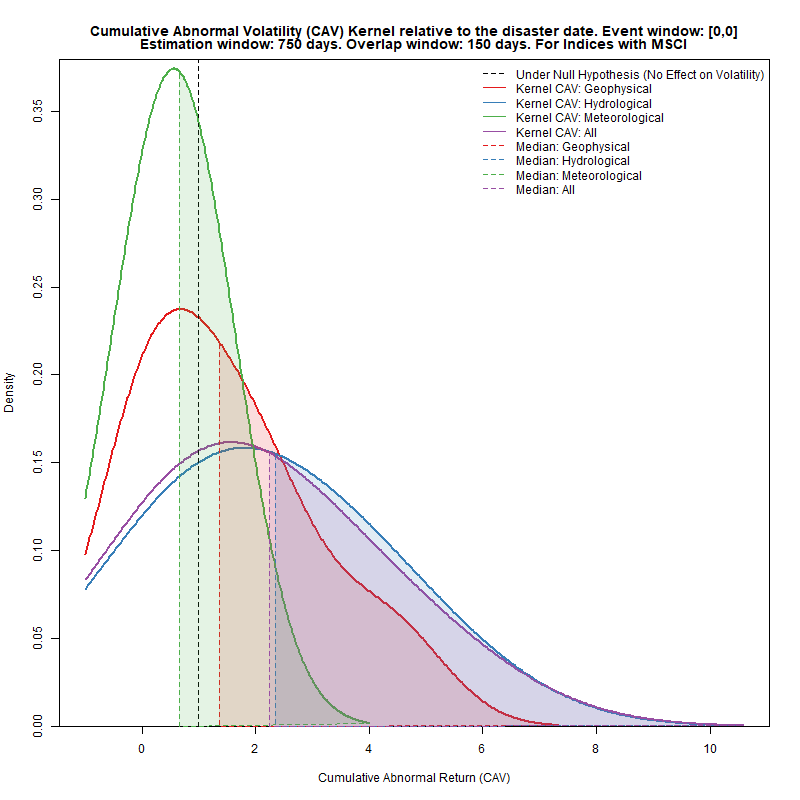 Cumulative Abnormal Volatility (CAV) Kernel relative to the disaster date. Event window: [0,0]
Estimation window: 750 days. Overlap window: 150 days. For Indices with MSCI
Under Null Hypothesis (No Effect on Volatility)
Kernel CAV: Geophysical
Kernel CAV: Hydrological
Kernel CAV: Meteorological
Kernel CAV: All
Median: Geophysical
Median: Hydrological
Median: Meteorological
Median: All
0.35
0.30
0.25
0.20
0.15
0.10
0.05
0.00
Density
0 2 4 6 8 10
Cumulative Abnormal Return (CAV)